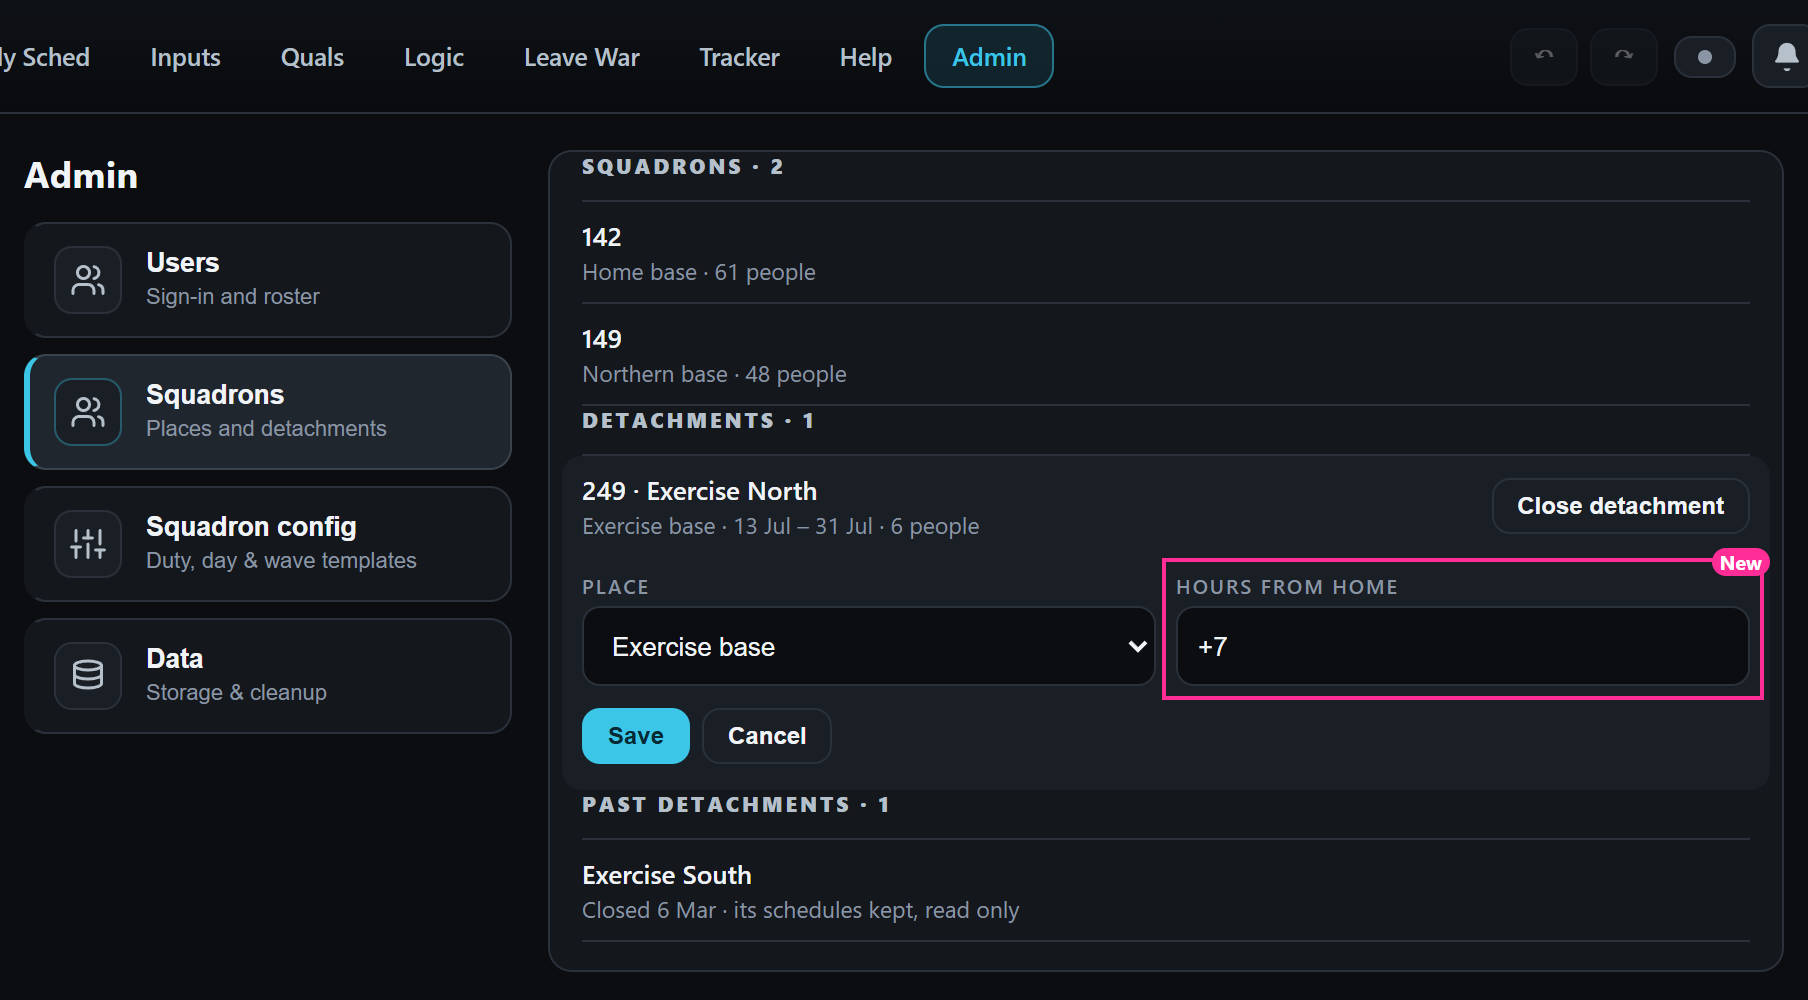 ly Sched
Inputs
Quals
Logic
Leave War
Tracker
Help
Admin
Admin
Users
Sign-in and roster
Squadrons
Places and detachments
Squadron config
Duty, day & wave templates
Data
Storage & cleanup
SQUADRONS · 2
142
Home base · 61 people
149
Northern base · 48 people
DETACHMENTS · 1
249 · Exercise North
Exercise base · 13 Jul – 31 Jul · 6 people
Close detachment
New
PLACE
Exercise base
HOURS FROM HOME
+7
Save
Cancel
PAST DETACHMENTS · 1
Exercise South
Closed 6 Mar · its schedules kept, read only